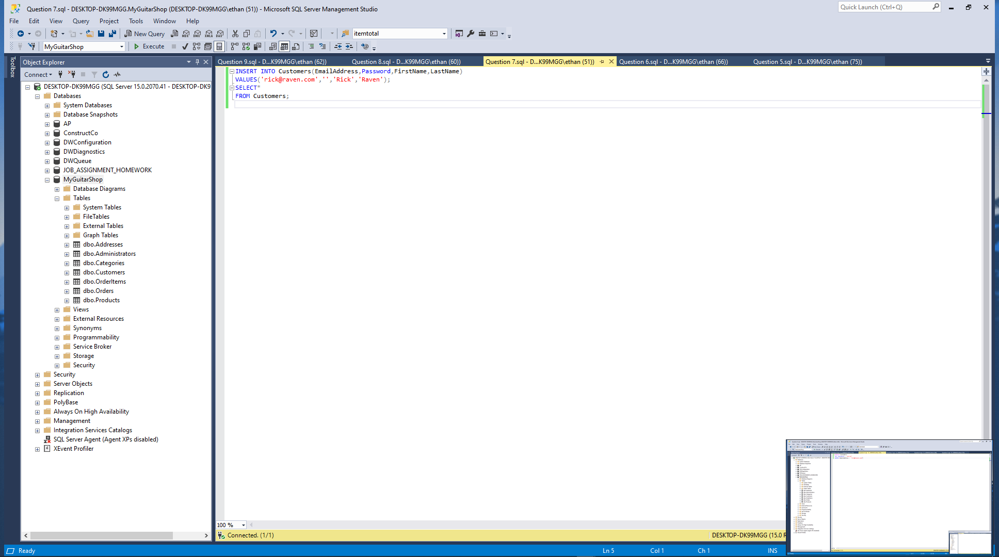 Question 7.sql - DESKTOP-DK99MGG.MyGuitarShop (DESKTOP-DK99MGG\ethan (51)) - Microsoft SQL Server Management Studio
Quick Launch (Ctrl+Q)
File Edit View Query Project Tools Window Help
New Query MDX DMX XMLA DAX itemtotal
MyGuitarShop Execute
Toolbox
Object Explorer
Connect
DESKTOP-DK99MGG (SQL Server 15.0.2070.41 - DESKTOP-DK9
Databases
System Databases
Database Snapshots
AP
ConstructCo
DWConfiguration
DWDiagnostics
DWQueue
JOB_ASSIGNMENT_HOMEWORK
MyGuitarShop
Database Diagrams
Tables
System Tables
FileTables
External Tables
Graph Tables
dbo.Addresses
dbo.Administrators
dbo.Categories
dbo.Customers
dbo.OrderItems
dbo.Orders
dbo.Products
Views
External Resources
Synonyms
Programmability
Service Broker
Storage
Security
Security
Server Objects
Replication
PolyBase
Always On High Availability
Management
Integration Services Catalogs
SQL Server Agent (Agent XPs disabled)
XEvent Profiler
Question 9.sql - D...K99MGG\ethan (62)) Question 8.sql - D...K99MGG\ethan (60)) Question 7.sql - D...K99MGG\ethan (51)) Question 6.sql - D...K99MGG\ethan (66)) Question 5.sql - D...K99MGG\ethan (75))
INSERT INTO Customers(EmailAddress,Password,FirstName,LastName)
VALUES('rick@raven.com','','Rick','Raven');
SELECT*
FROM Customers;
100 %
Connected. (1/1) DESKTOP-DK99MGG (15.0 R
Ready Ln 5 Col 1 Ch 1 INS